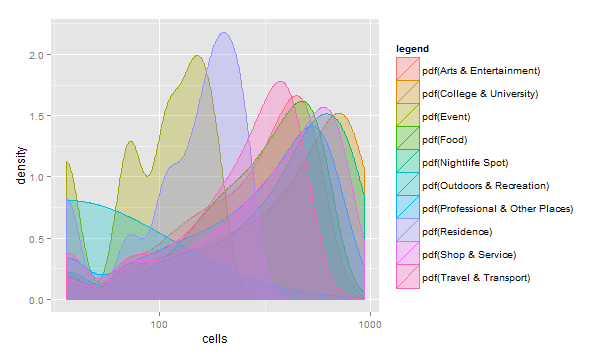 2.0
1.5
1.0
0.5
0.0
density
100
1000
cells
legend
pdf(Arts & Entertainment)
pdf(College & University)
pdf(Event)
pdf(Food)
pdf(Nightlife Spot)
pdf(Outdoors & Recreation)
pdf(Professional & Other Places)
pdf(Residence)
pdf(Shop & Service)
pdf(Travel & Transport)